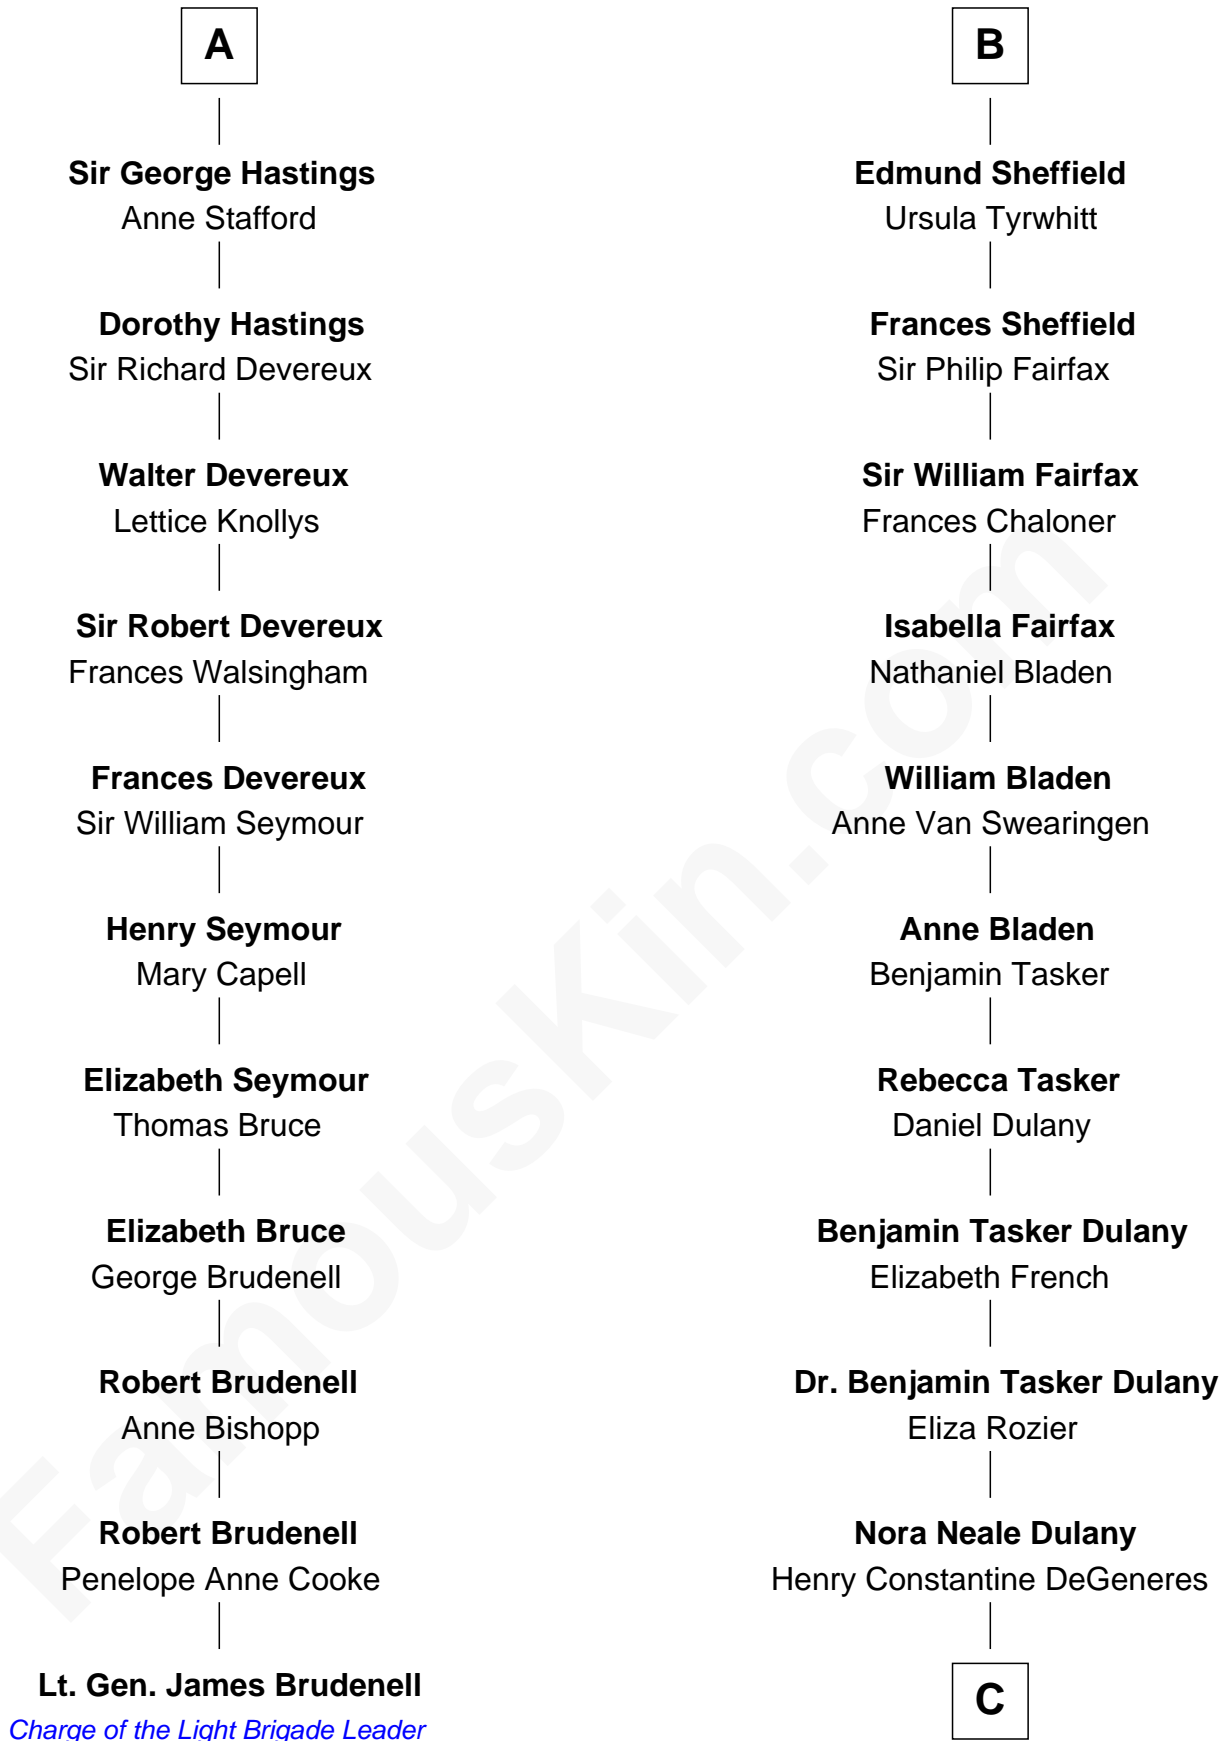 A
Sir George Hastings
Anne Stafford
Dorothy Hastings
Sir Richard Devereux
Walter Devereux
Lettice Knollys
Sir Robert Devereux
Frances Walsingham
Frances Devereux
Sir William Seymour
Henry Seymour
Mary Capell
Elizabeth Seymour
Thomas Bruce
Elizabeth Bruce
George Brudenell
Robert Brudenell
Anne Bishopp
Robert Brudenell
Penelope Anne Cooke
Lt. Gen. James Brudenell
Charge of the Light Brigade Leader
B
Edmund Sheffield
Ursula Tyrwhitt
Frances Sheffield
Sir Philip Fairfax
Sir William Fairfax
Frances Chaloner
Isabella Fairfax
Nathaniel Bladen
William Bladen
Anne Van Swearingen
Anne Bladen
Benjamin Tasker
Rebecca Tasker
Daniel Dulany
Benjamin Tasker Dulany
Elizabeth French
Dr. Benjamin Tasker Dulany
Eliza Rozier
Nora Neale Dulany
Henry Constantine DeGeneres
C
FamousKin.com